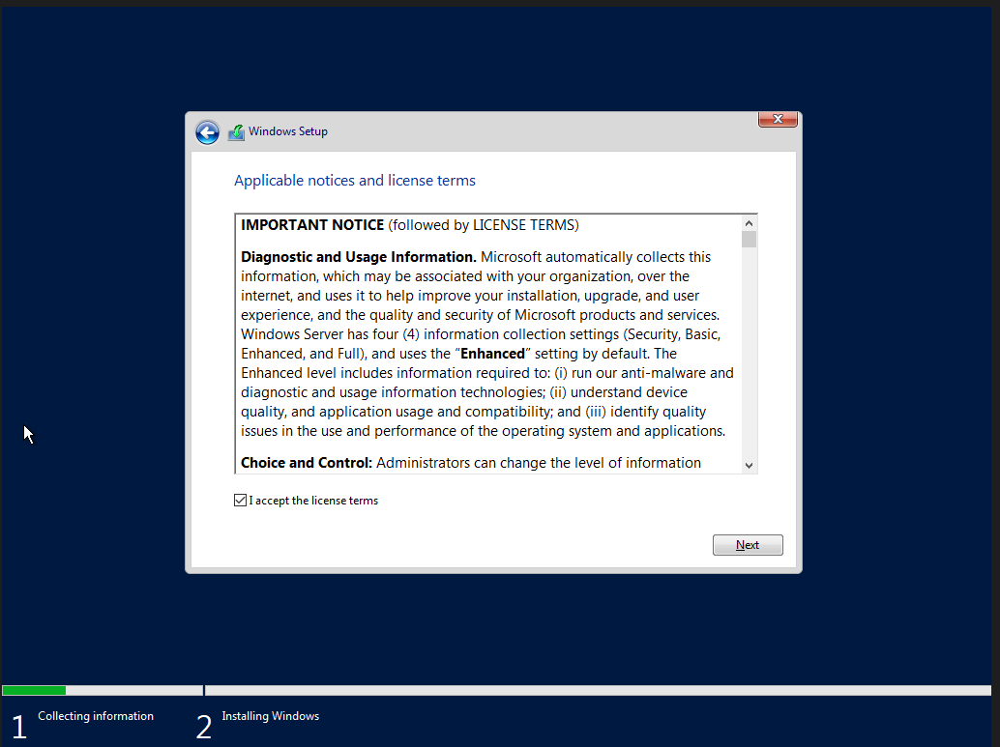 Windows Setup
Applicable notices and license terms
IMPORTANT NOTICE (followed by LICENSE TERMS)
Diagnostic and Usage Information. Microsoft automatically collects this
information, which may be associated with your organization, over the
internet, and uses it to help improve your installation, upgrade, and user
experience, and the quality and security of Microsoft products and services.
Windows Server has four (4) information collection settings (Security, Basic,
Enhanced, and Full), and uses the “Enhanced” setting by default. The
Enhanced level includes information required to: (i) run our anti-malware and
diagnostic and usage information technologies; (ii) understand device
quality, and application usage and compatibility; and (iii) identify quality
issues in the use and performance of the operating system and applications.
Choice and Control: Administrators can change the level of information
I accept the license terms
Next
1 Collecting information
2 Installing Windows